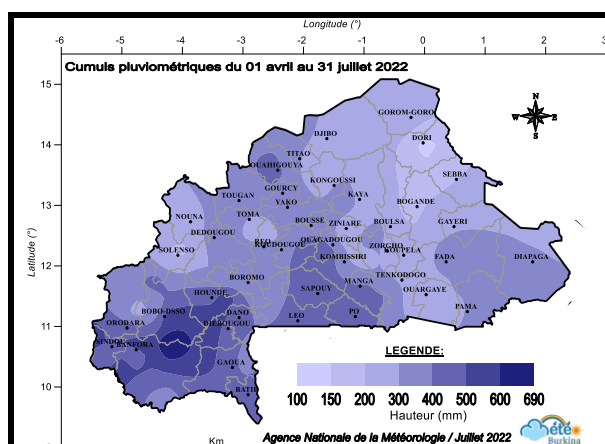 Longitude (°)
-6 -5 -4 -3 -2 -1 0 1 2 3
Cumuls pluviométriques du 01 avril au 31 juillet 2022
15
14
13
12
11
10
Latitude (°)
N
W E
S
GOROM-GORO
DJIBO
DORI
TITAO
OUAHIGOUYA
SEBBA
KONGOUSSI
GOURCY
TOUGAN
KAYA
YAKO
BOGANDE
NOUNA
TOMA
BOUSSE
ZINIARE
BOULSA
GAYERI
DEDOUGOU
OUAGADOUGOU
REO
KOUDOUGOU
ZORGHO
KOUPELA
SOLENSO
KOMBISSIRI
FADA
DIAPAGA
TENKODOGO
BOROMO
MANGA
SAPOUY
OUARGAYE
HOUNDE
PAMA
BOBO-DSSO
DANO
LEO
PO
ORODARA
DIEBOUGOU
SINDOU
BANFORA
GAOUA
BATIE
LEGENDE:
100 150 200 300 400 500 600 690
Hauteur (mm)
Km
Agence Nationale de la Météorologie / Juillet 2022
été
Burkina